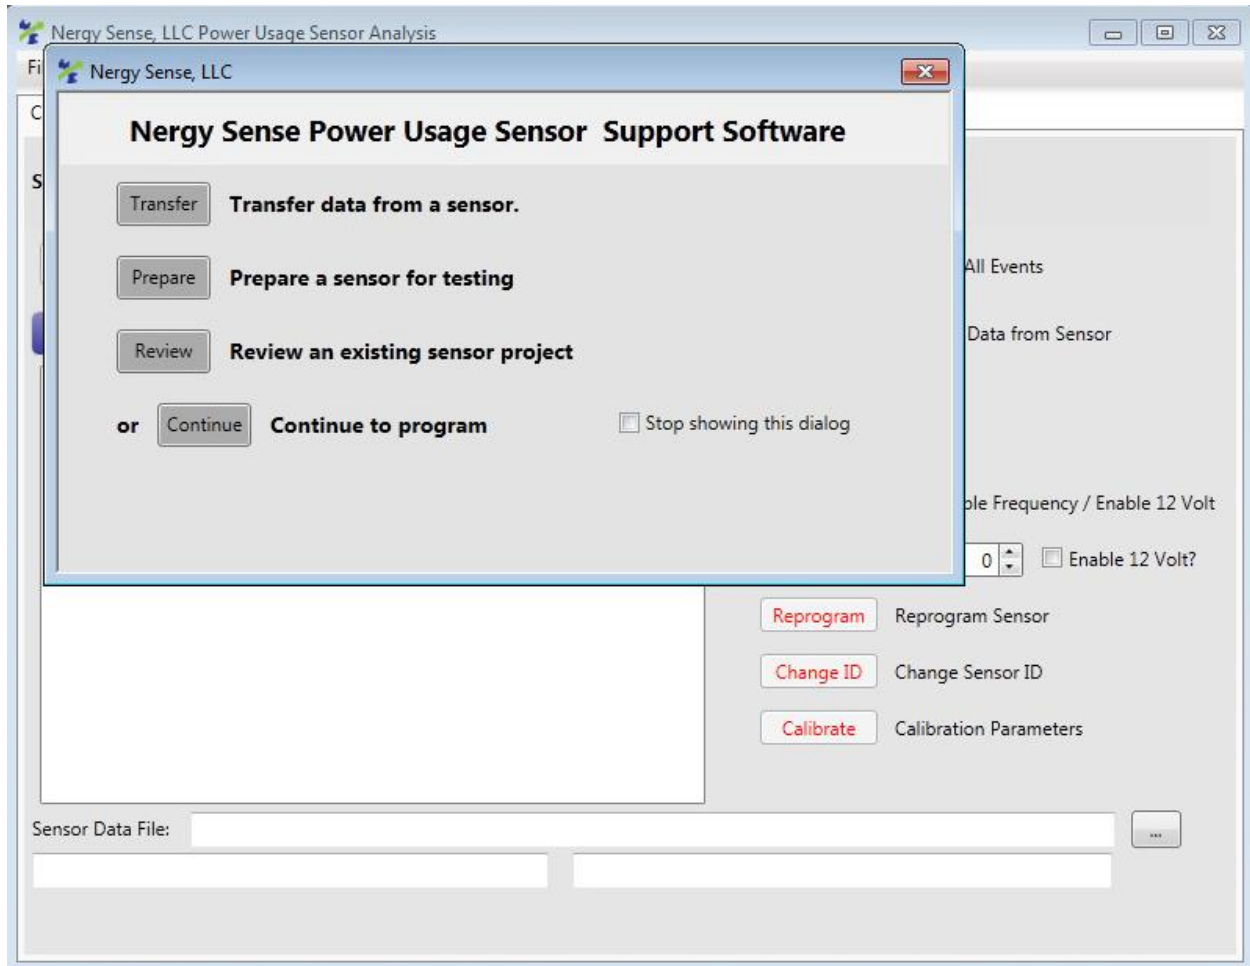 Nergy Sense, LLC Power Usage Sensor Analysis
Nergy Sense, LLC
Nergy Sense Power Usage Sensor  Support Software
Transfer Transfer data from a sensor.
Prepare Prepare a sensor for testing
Review Review an existing sensor project
or Continue Continue to program Stop showing this dialog
All Events
Data from Sensor
Frequency / Enable 12 Volt
0 Enable 12 Volt?
Reprogram Reprogram Sensor
Change ID Change Sensor ID
Calibrate Calibration Parameters
Sensor Data File: ...